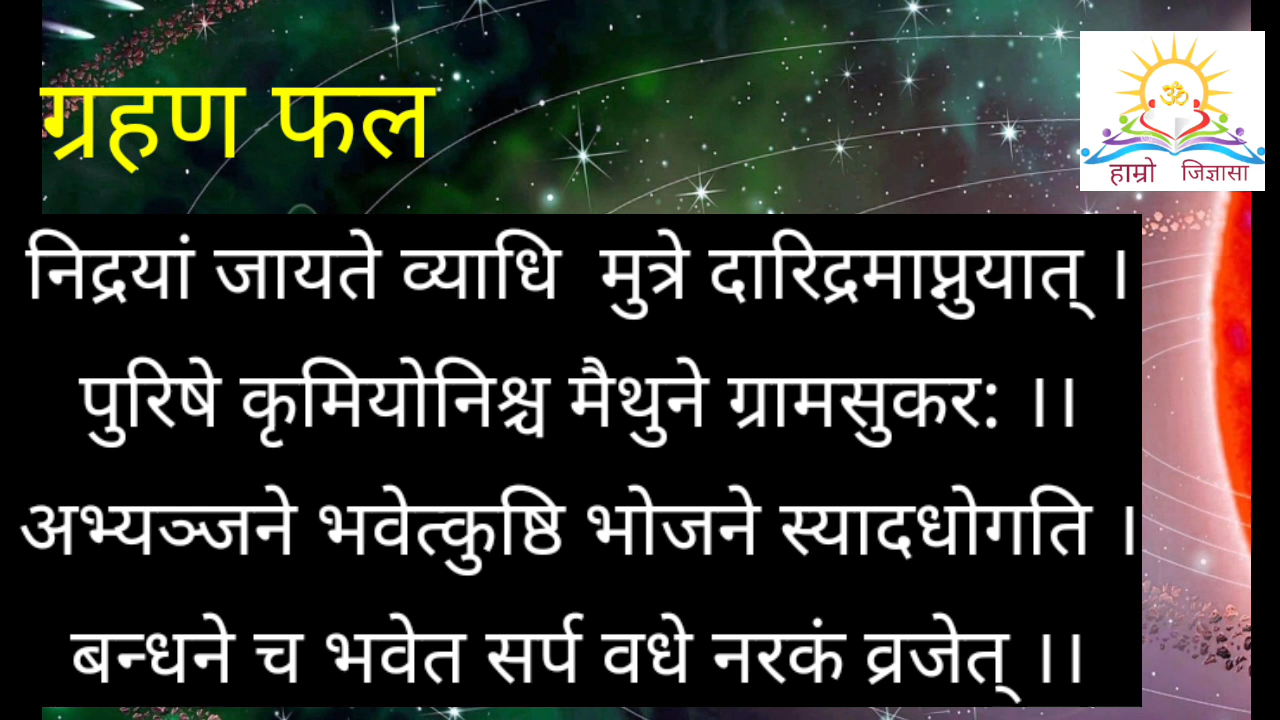 ग्रहण फल
हाम्रो जिज्ञासा
निद्रयां जायते व्याधि मुत्रे दारिद्रमाप्नुयात् ।
पुरिषे कृमियोनिश्च मैथुने ग्रामसुकर: ।।
अभ्यञ्जने भवेत्कुष्ठि भोजने स्यादधोगति ।
बन्धने च भवेत सर्प वधे नरकं व्रजेत् ।।